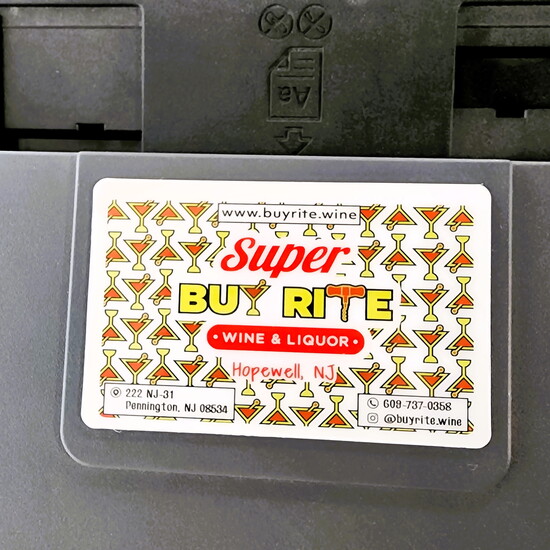 Aa
www.buyrite.wine
Super
BUY RITE
• WINE & LIQUOR •
Hopewell, NJ
222 NJ-31
Pennington, NJ 08534
609-737-0358
@buyrite.wine